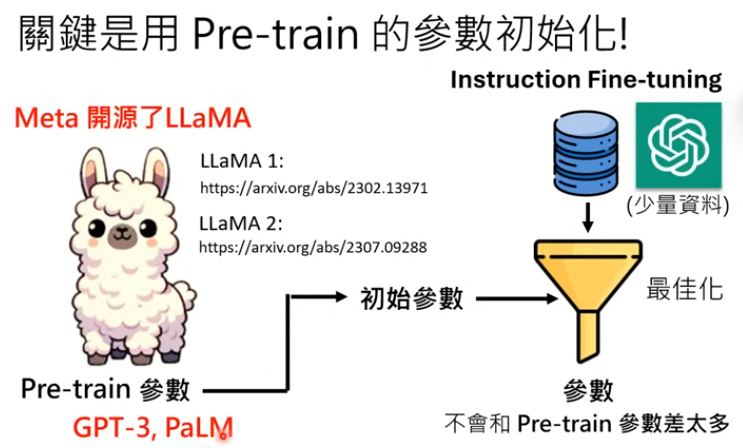 關鍵是用 Pre-train 的參數初始化!
Instruction Fine-tuning
Meta 開源了LLaMA
LLaMA 1:
https://arxiv.org/abs/2302.13971
LLaMA 2:
https://arxiv.org/abs/2307.09288
(少量資料)
最佳化
初始參數
Pre-train 參數
GPT-3, PaLM
參數
不會和 Pre-train 參數差太多